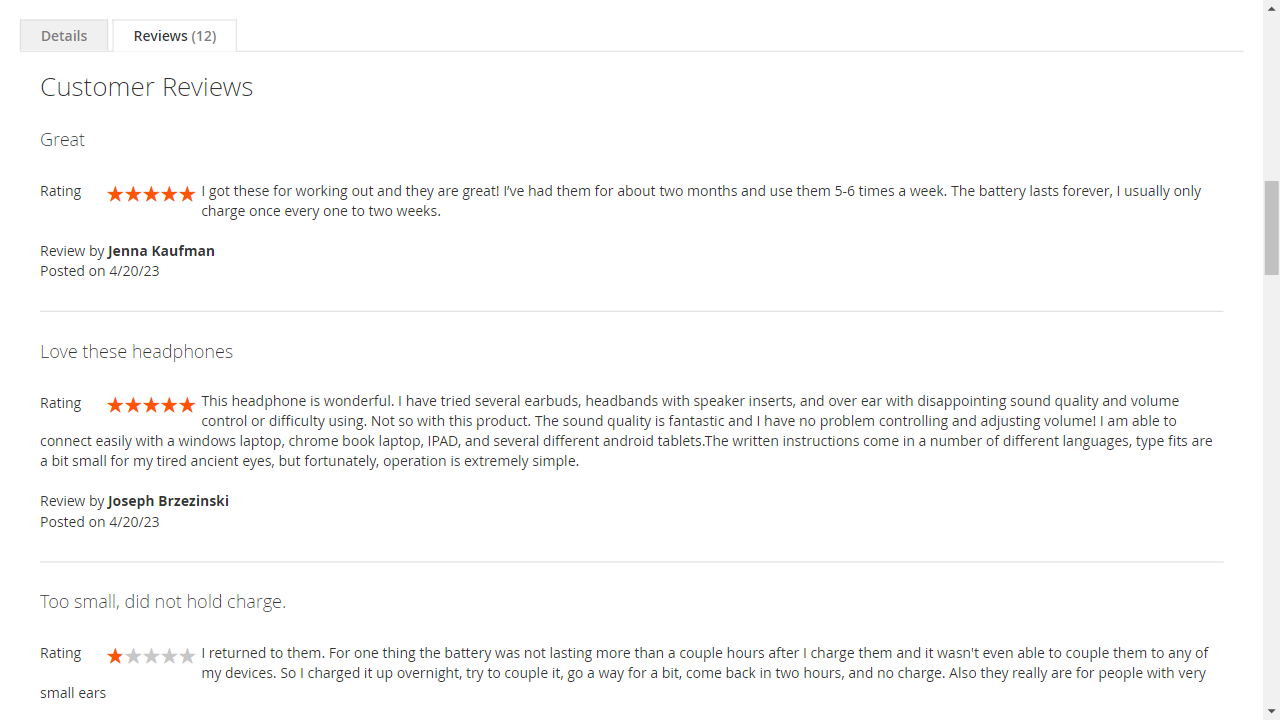 Details
Reviews (12)
Customer Reviews
Great
Rating
I got these for working out and they are great! I’ve had them for about two months and use them 5-6 times a week. The battery lasts forever, I usually only
charge once every one to two weeks.
Review by Jenna Kaufman
Posted on 4/20/23
Love these headphones
Rating
This headphone is wonderful. I have tried several earbuds, headbands with speaker inserts, and over ear with disappointing sound quality and volume
control or difficulty using. Not so with this product. The sound quality is fantastic and I have no problem controlling and adjusting volume! I am able to
connect easily with a windows laptop, chrome book laptop, IPAD, and several different android tablets.The written instructions come in a number of different languages, type fits are
a bit small for my tired ancient eyes, but fortunately, operation is extremely simple.
Review by Joseph Brzezinski
Posted on 4/20/23
Too small, did not hold charge.
Rating
I returned to them. For one thing the battery was not lasting more than a couple hours after I charge them and it wasn't even able to couple them to any of
my devices. So I charged it up overnight, try to couple it, go a way for a bit, come back in two hours, and no charge. Also they really are for people with very
small ears